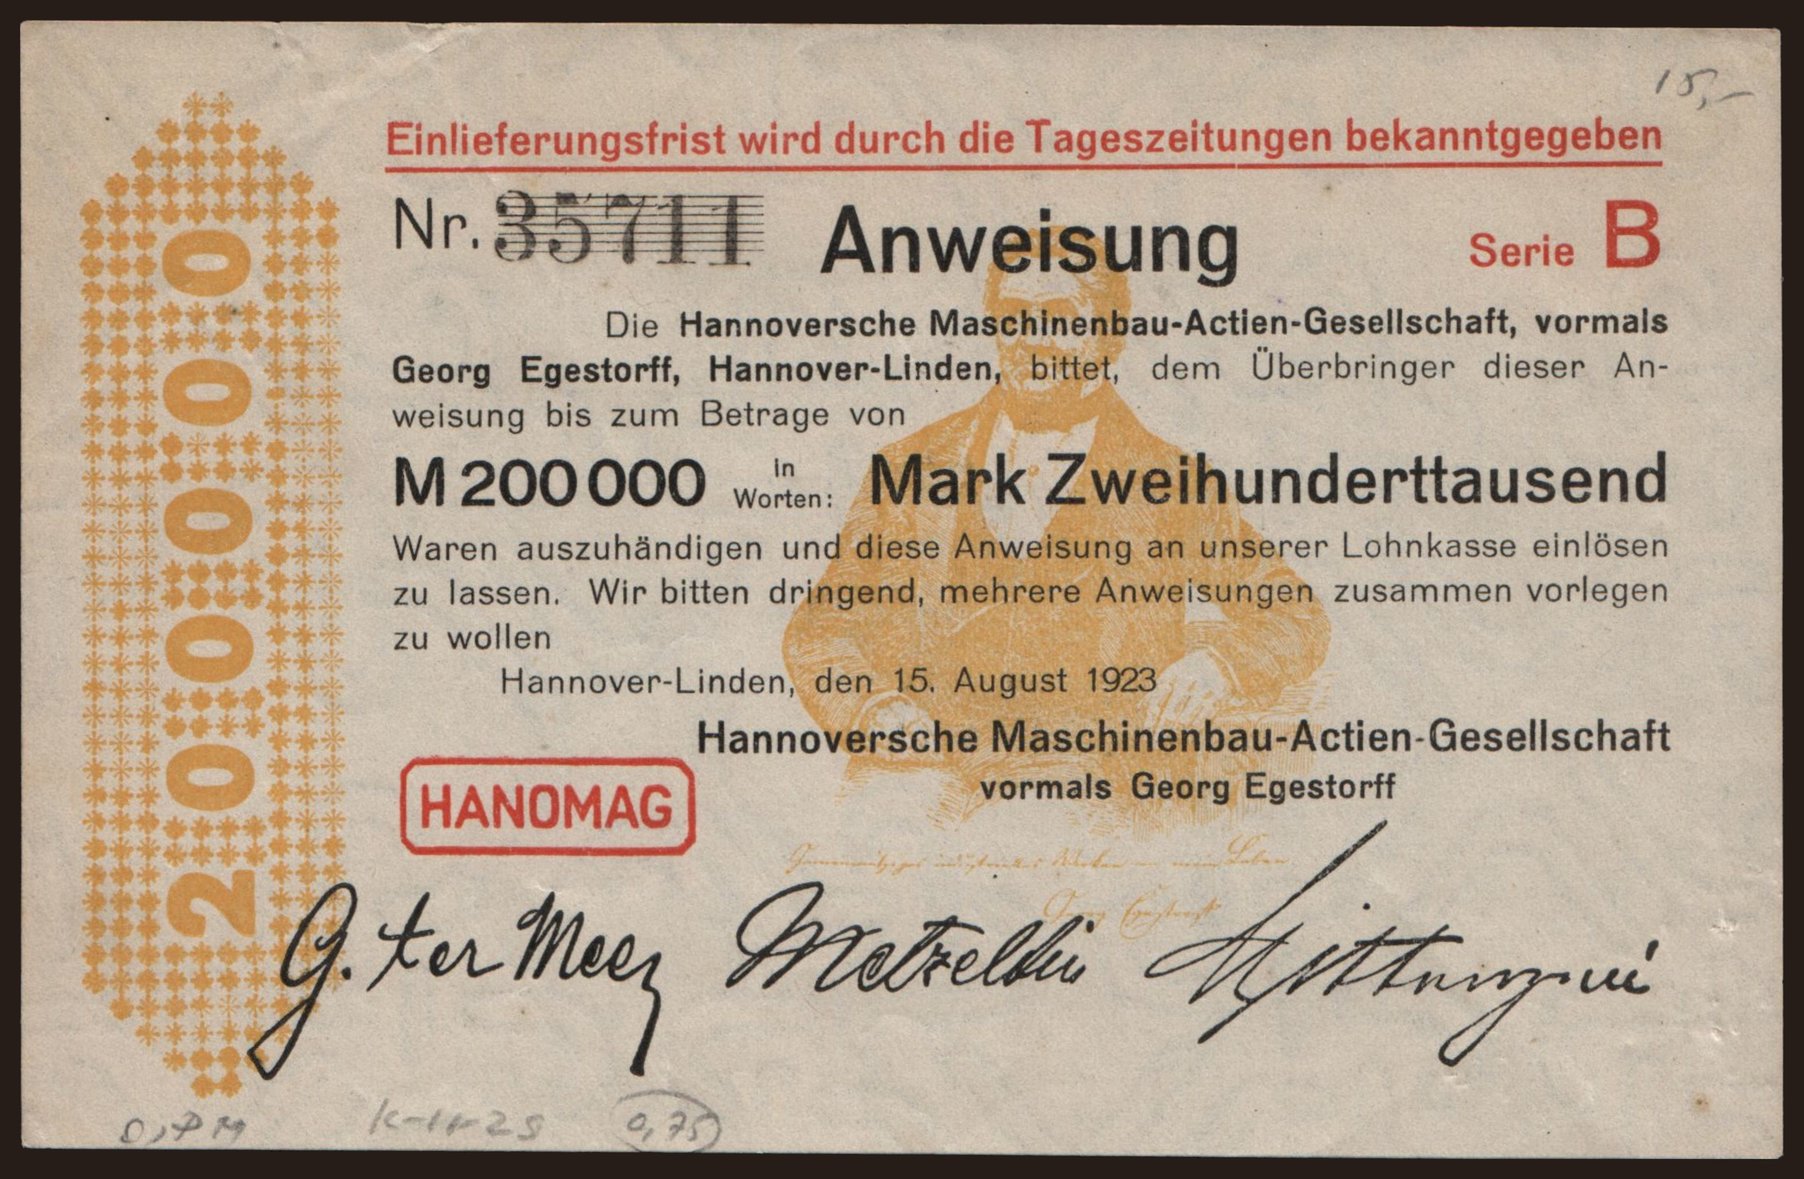 15,-
Einlieferungsfrist wird durch die Tageszeitungen bekanntgegeben
Nr. 35711 Anweisung Serie B
Die Hannoversche Maschinenbau-Actien-Gesellschaft, vormals
Georg Egestorff, Hannover-Linden, bittet, dem Überbringer dieser An-
weisung bis zum Betrage von
M 200 000 in Worten: Mark Zweihunderttausend
Waren auszuhändigen und diese Anweisung an unserer Lohnkasse einlösen
zu lassen. Wir bitten dringend, mehrere Anweisungen zusammen vorlegen
zu wollen
Hannover-Linden, den 15. August 1923
Hannoversche Maschinenbau-Actien-Gesellschaft
vormals Georg Egestorff
HANOMAG
Georg Egestorff
G. ter Meer Metzeltin
0,75
200000